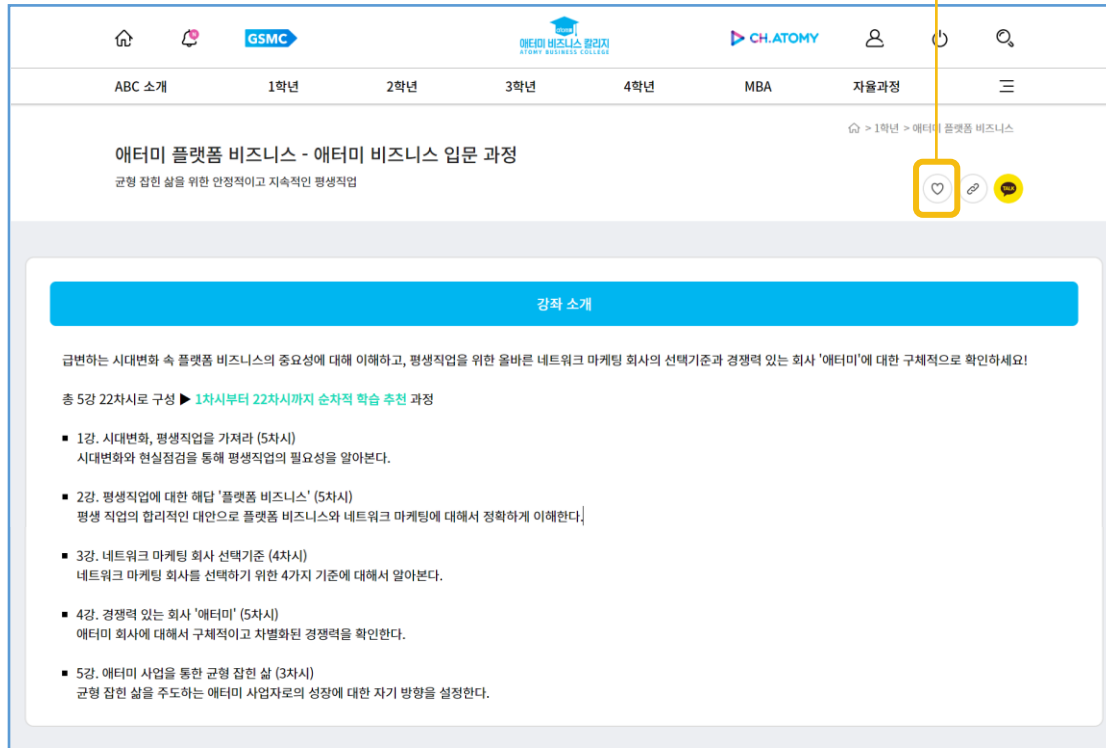 GSMC
atomy
애터미 비즈니스 컬리지
ATOMY BUSINESS COLLEGE
CH.ATOMY
ABC 소개
1학년
2학년
3학년
4학년
MBA
자율과정
> 1학년 > 애터미 플랫폼 비즈니스
애터미 플랫폼 비즈니스 - 애터미 비즈니스 입문 과정
균형 잡힌 삶을 위한 안정적이고 지속적인 평생직업
TALK
강좌 소개
급변하는 시대변화 속 플랫폼 비즈니스의 중요성에 대해 이해하고, 평생직업을 위한 올바른 네트워크 마케팅 회사의 선택기준과 경쟁력 있는 회사 '애터미'에 대한 구체적으로 확인하세요!
총 5강 22차시로 구성 ▶ 1차시부터 22차시까지 순차적 학습 추천 과정
■ 1강. 시대변화, 평생직업을 가져라 (5차시)
시대변화와 현실점검을 통해 평생직업의 필요성을 알아본다.
■ 2강. 평생직업에 대한 해답 '플랫폼 비즈니스' (5차시)
평생 직업의 합리적인 대안으로 플랫폼 비즈니스와 네트워크 마케팅에 대해서 정확하게 이해한다.
■ 3강. 네트워크 마케팅 회사 선택기준 (4차시)
네트워크 마케팅 회사를 선택하기 위한 4가지 기준에 대해서 알아본다.
■ 4강. 경쟁력 있는 회사 '애터미' (5차시)
애터미 회사에 대해서 구체적이고 차별화된 경쟁력을 확인한다.
■ 5강. 애터미 사업을 통한 균형 잡힌 삶 (3차시)
균형 잡힌 삶을 주도하는 애터미 사업자로의 성장에 대한 자기 방향을 설정한다.